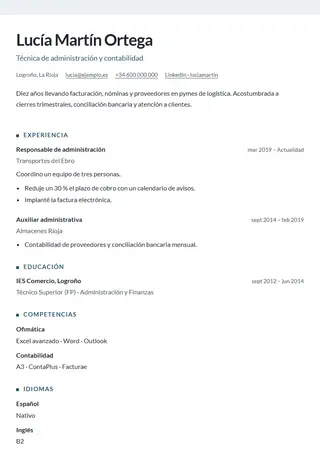 Lucía Martín Ortega
Técnica de administración y contabilidad
Logroño, La Rioja lucia@ejemplo.es +34 600 000 000 LinkedIn · luciamartin
Diez años llevando facturación, nóminas y proveedores en pymes de logística. Acostumbrada a
cierres trimestrales, conciliación bancaria y atención a clientes.
EXPERIENCIA
Responsable de administración mar 2019 – Actualidad
Transportes del Ebro
Coordino un equipo de tres personas.
• Reduje un 30 % el plazo de cobro con un calendario de avisos.
• Implanté la factura electrónica.
Auxiliar administrativa sept 2014 – feb 2019
Almacenes Rioja
• Contabilidad de proveedores y conciliación bancaria mensual.
EDUCACIÓN
IES Comercio, Logroño sept 2012 – jun 2014
Técnico Superior (FP) · Administración y Finanzas
COMPETENCIAS
Ofimática
Excel avanzado · Word · Outlook
Contabilidad
A3 · ContaPlus · Facturae
IDIOMAS
Español
Nativo
Inglés
B2